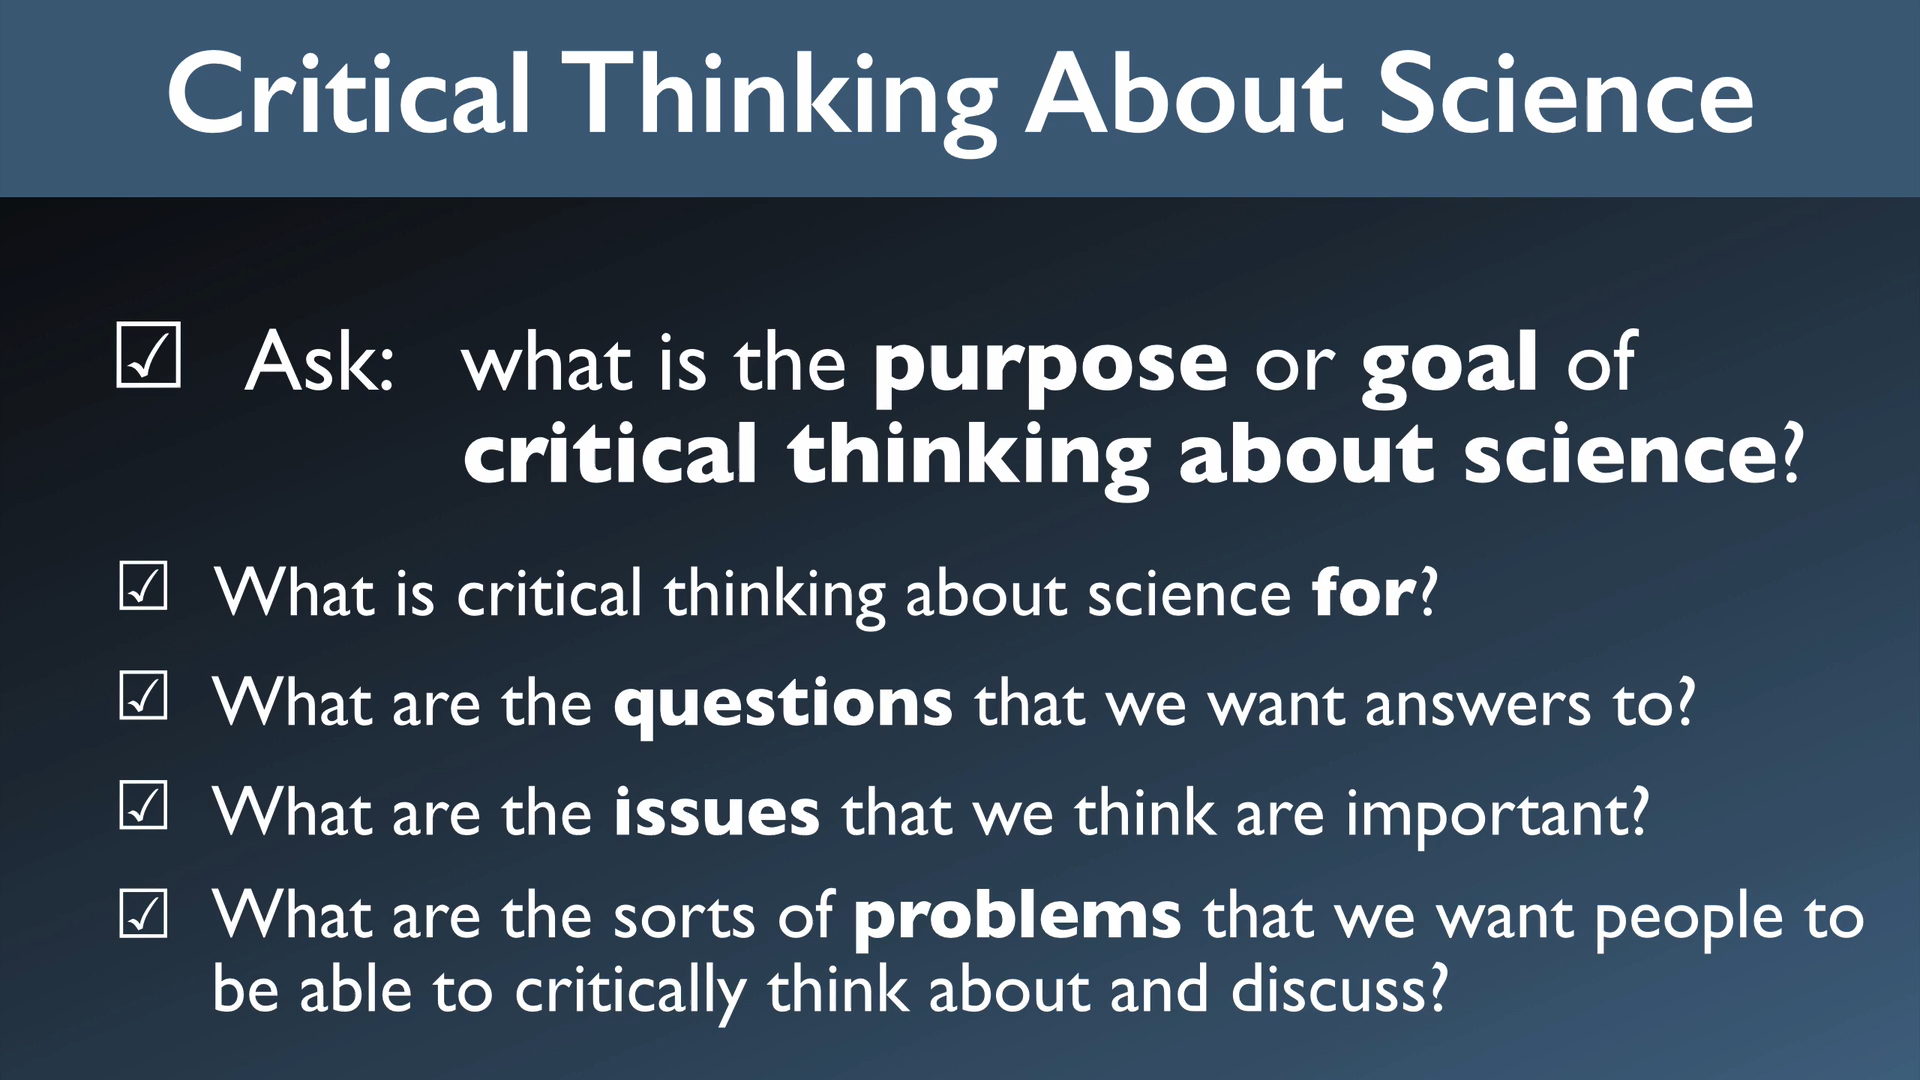 Critical Thinking About Science
☑ Ask: what is the purpose or goal of
critical thinking about science?
☑ What is critical thinking about science for?
☑ What are the questions that we want answers to?
☑ What are the issues that we think are important?
☑ What are the sorts of problems that we want people to
be able to critically think about and discuss?